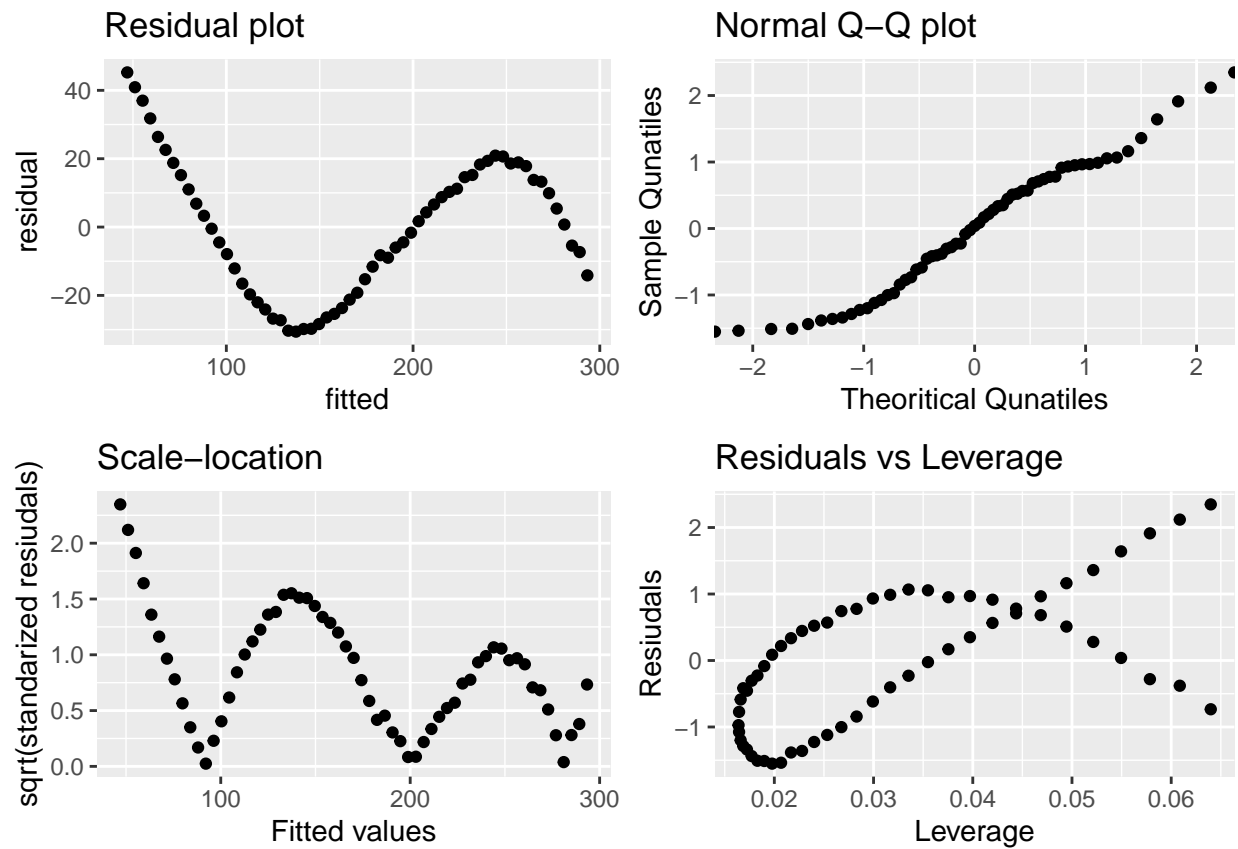 Residual plot
40
20
0
−20
residual
100
200
300
fitted
Normal Q−Q plot
2
1
0
−1
Sample Qunatiles
−2
−1
0
1
2
Theoritical Qunatiles
Scale−location
2.0
1.5
1.0
0.5
0.0
sqrt(standarized resiudals)
100
200
300
Fitted values
Residuals vs Leverage
2
1
0
−1
Resiudals
0.02
0.03
0.04
0.05
0.06
Leverage